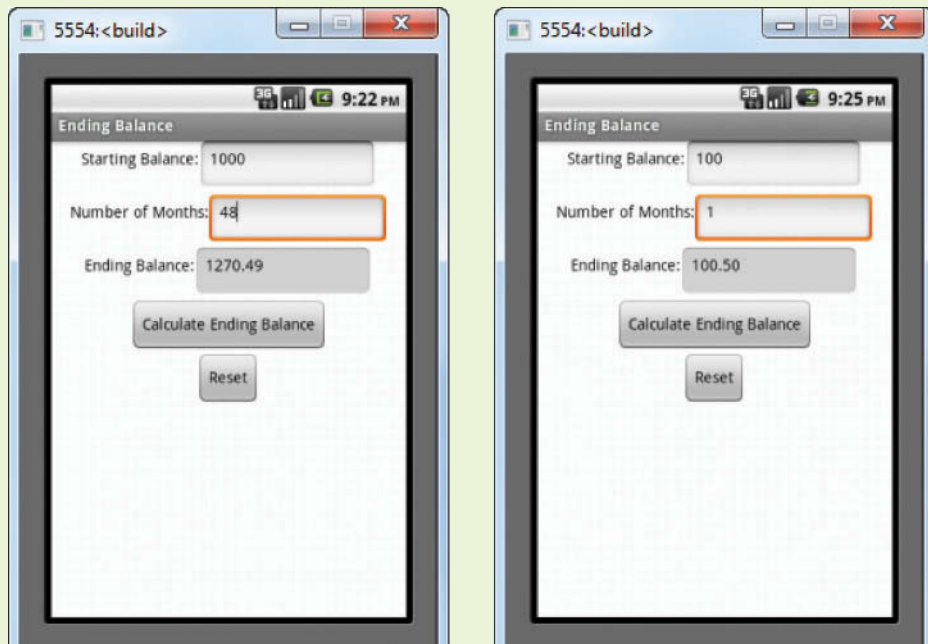 5554:<build>
3G 9:22 PM
Ending Balance
Starting Balance: 1000
Number of Months: 48
Ending Balance: 1270.49
Calculate Ending Balance
Reset
5554:<build>
3G 9:25 PM
Ending Balance
Starting Balance: 100
Number of Months: 1
Ending Balance: 100.50
Calculate Ending Balance
Reset